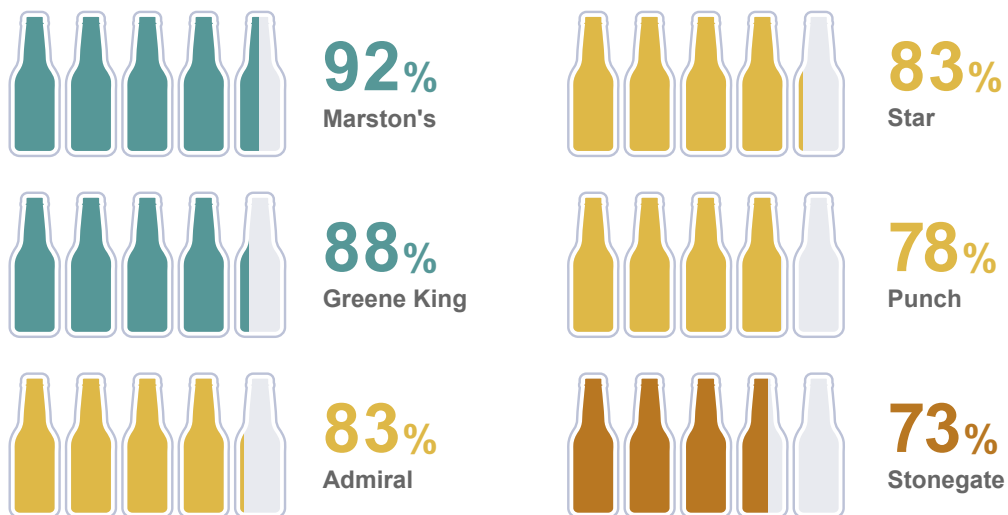 92%
Marston's
83%
Star
88%
Greene King
78%
Punch
83%
Admiral
73%
Stonegate